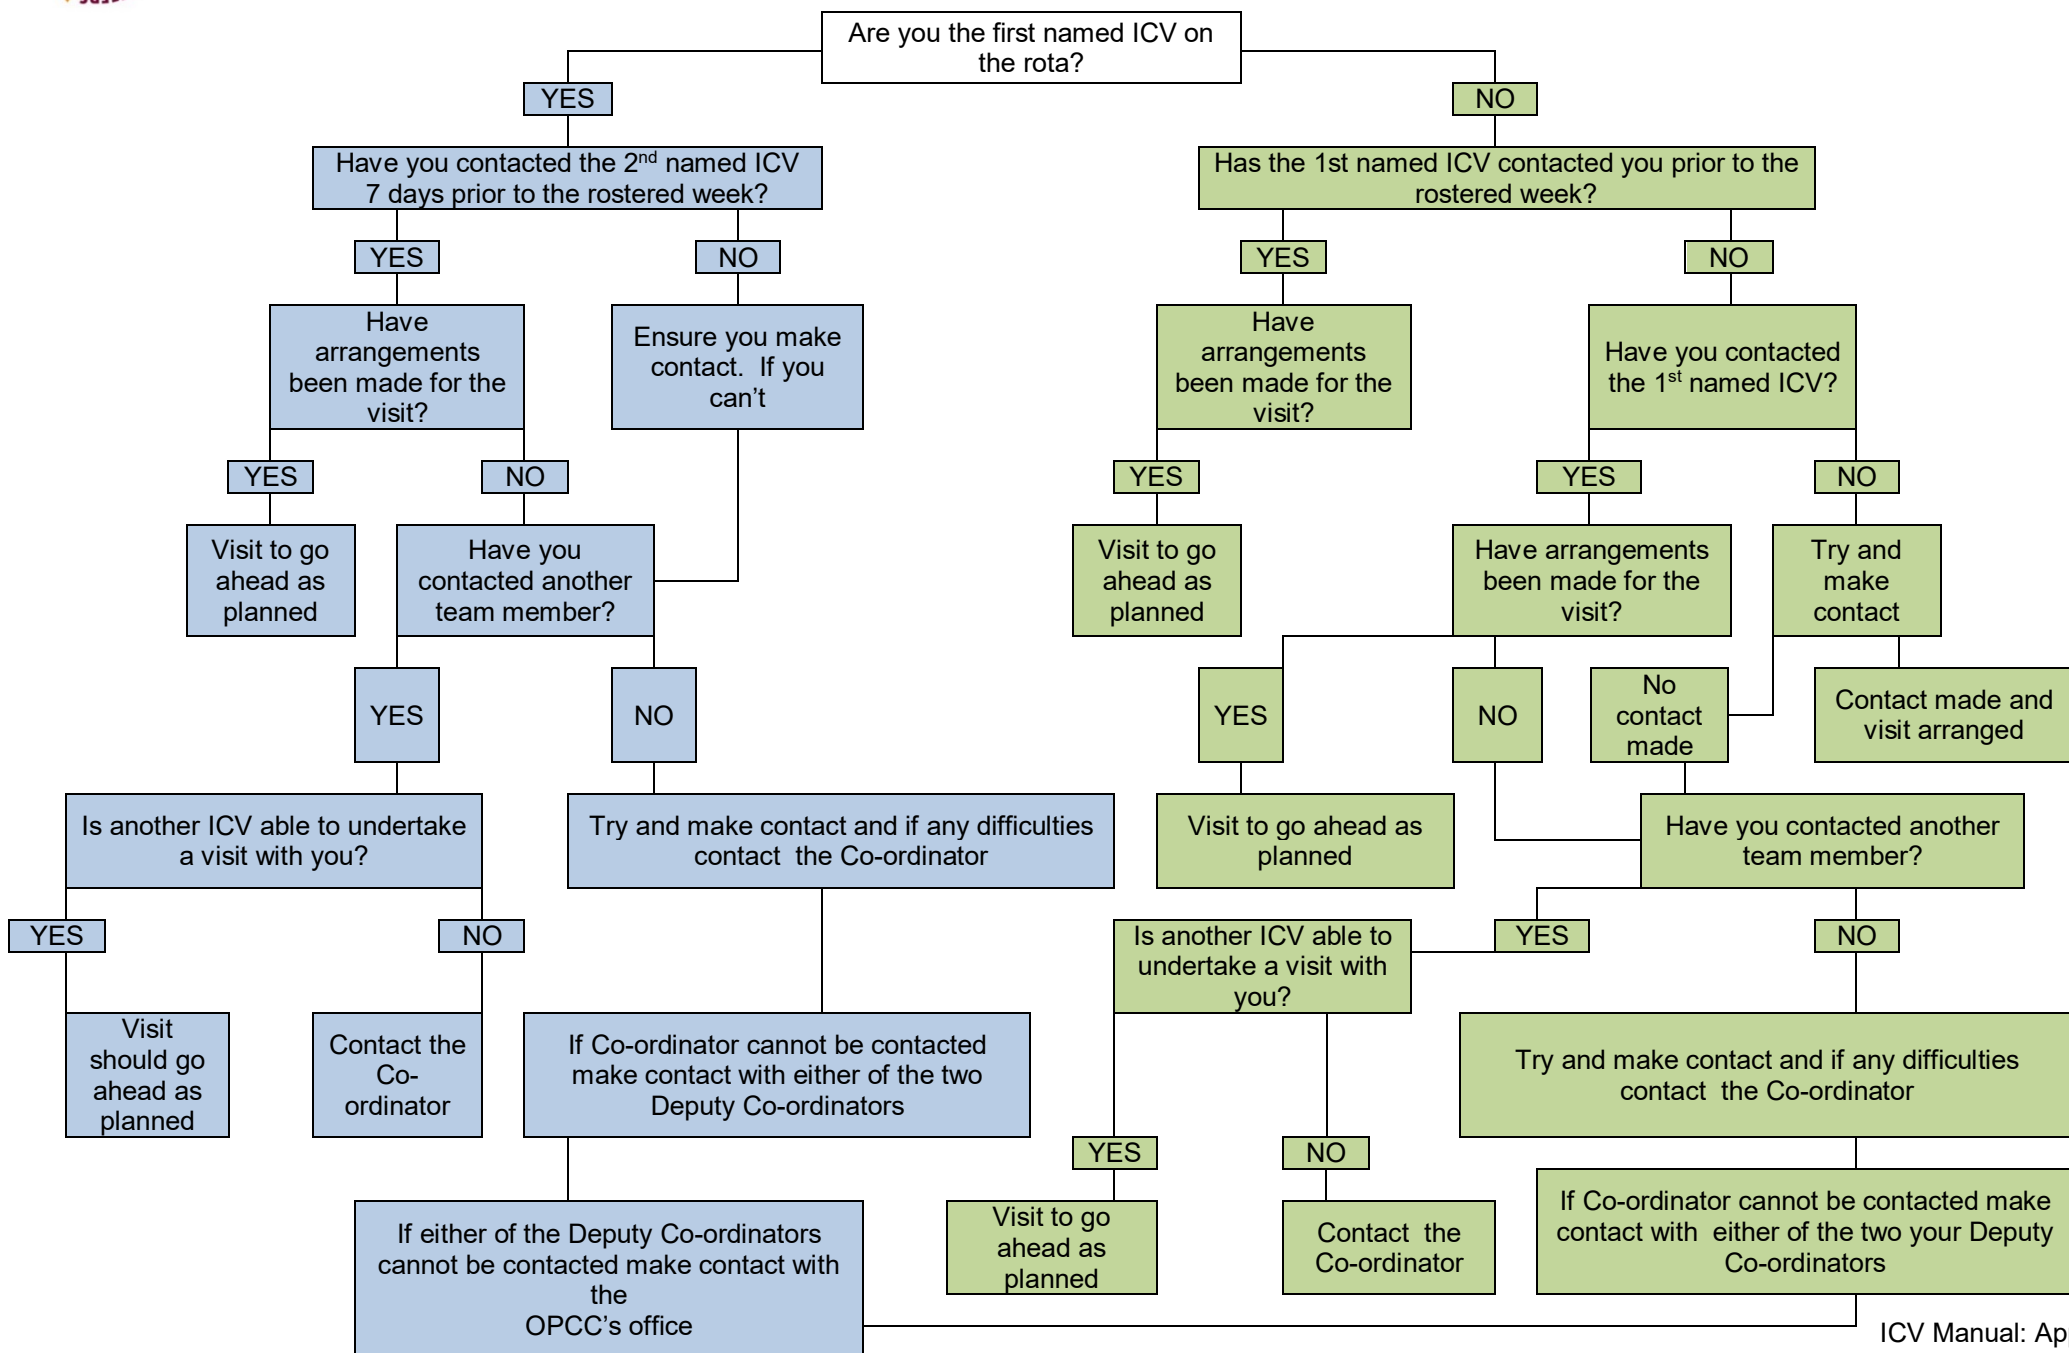 Are you the first named ICV on
the rota?
YES
NO
Have you contacted the 2nd named ICV
7 days prior to the rostered week?
Has the 1st named ICV contacted you prior to the
rostered week?
YES
NO
YES
NO
Have
arrangements
been made for the
visit?
Ensure you make
contact.  If you
can’t
Have
arrangements
been made for the
visit?
Have you contacted
the 1st named ICV?
YES
NO
YES
YES
NO
Visit to go
ahead as
planned
Have you
contacted another
team member?
Visit to go
ahead as
planned
Have arrangements
been made for the
visit?
Try and
make
contact
YES
NO
YES
NO
No
contact
made
Contact made and
visit arranged
Is another ICV able to undertake
a visit with you?
Try and make contact and if any difficulties
contact  the Co-ordinator
Visit to go ahead as
planned
Have you contacted another
team member?
YES
NO
Is another ICV able to
undertake a visit with
you?
YES
NO
Visit
should go
ahead as
planned
Contact the
Co-
ordinator
If Co-ordinator cannot be contacted
make contact with either of the two
Deputy Co-ordinators
Try and make contact and if any difficulties
contact  the Co-ordinator
YES
NO
If either of the Deputy Co-ordinators
cannot be contacted make contact with
the
OPCC’s office
Visit to go
ahead as
planned
Contact  the
Co-ordinator
If Co-ordinator cannot be contacted make
contact with  either of the two your Deputy
Co-ordinators
ICV Manual: